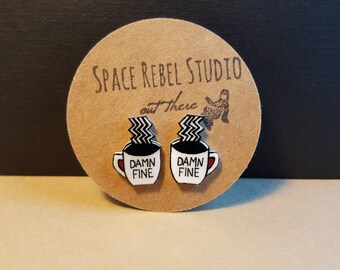 SPACE REBEL STUDIO
out there
DAMN
FINE
DAMN
FINE